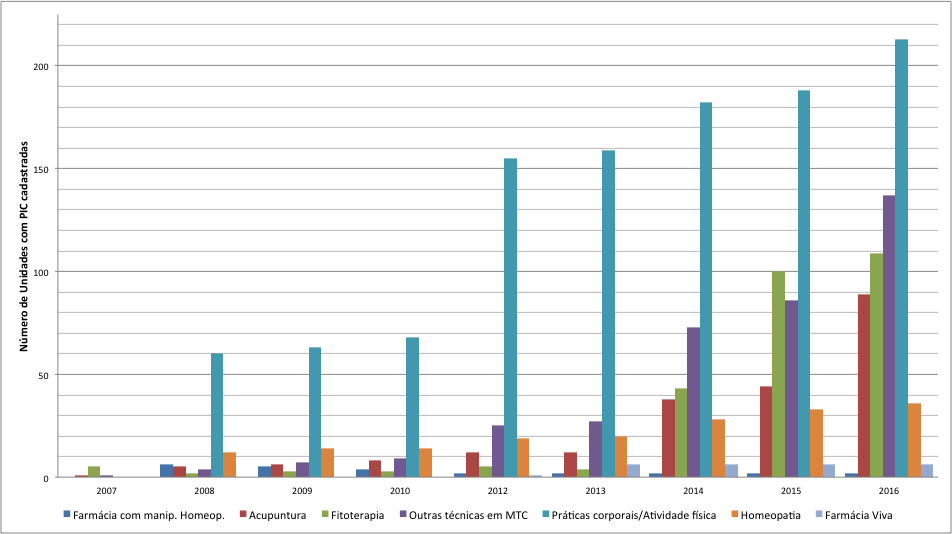 Número de Unidades com PIC cadastradas
200
150
100
50
0
2007 2008 2009 2010 2012 2013 2014 2015 2016
Farmácia com manip. Homeop. Acupuntura Fitoterapia Outras técnicas em MTC Práticas corporais/Atividade física Homeopatia Farmácia Viva